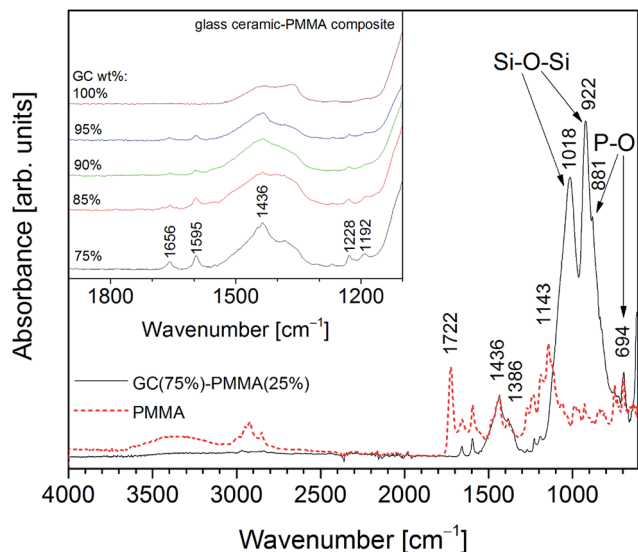 glass ceramic-PMMA composite
GC wt%:
100%
95%
90%
85%
75%
1656
1595
1436
1228
1192
1800 1500 1200
Wavenumber [cm⁻¹]
Si-O-Si
922
1018
P-O
881
1143
694
1722
1436
1386
GC(75%)-PMMA(25%)
PMMA
Absorbance [arb. units]
4000 3500 3000 2500 2000 1500 1000
Wavenumber [cm⁻¹]